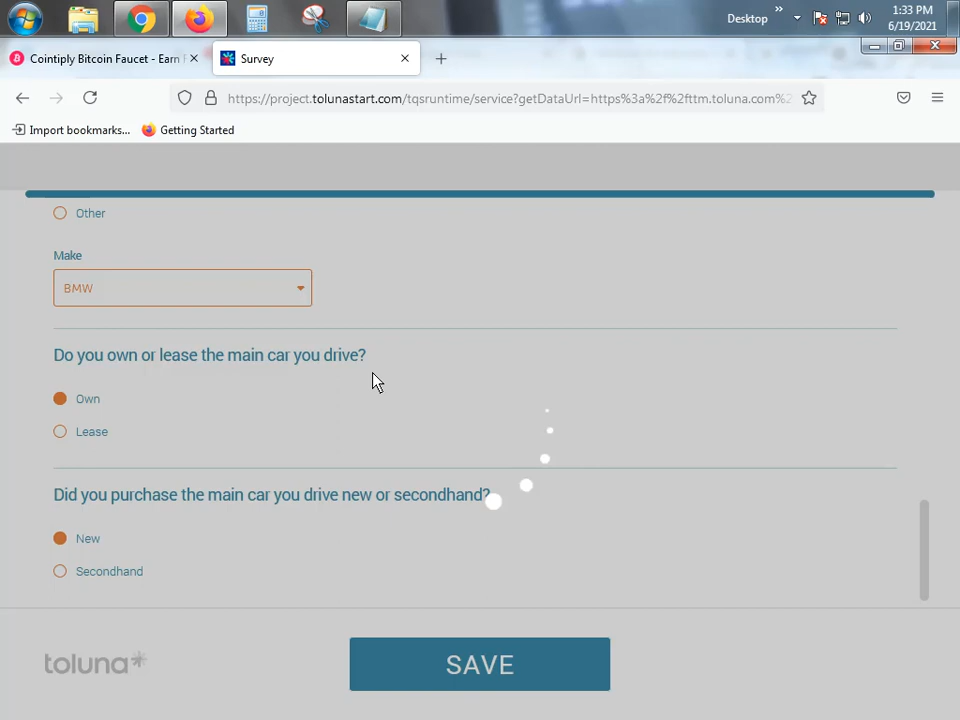 Desktop
»
1:33 PM
6/19/2021
Cointiply Bitcoin Faucet - Earn F
Survey
https://project.tolunastart.com/tqsruntime/service?getDataUrl=https%3a%2f%2fttm.toluna.com%2
Import bookmarks...
Getting Started
Other
Make
BMW
Do you own or lease the main car you drive?
Own
Lease
Did you purchase the main car you drive new or secondhand?
New
Secondhand
toluna*
SAVE